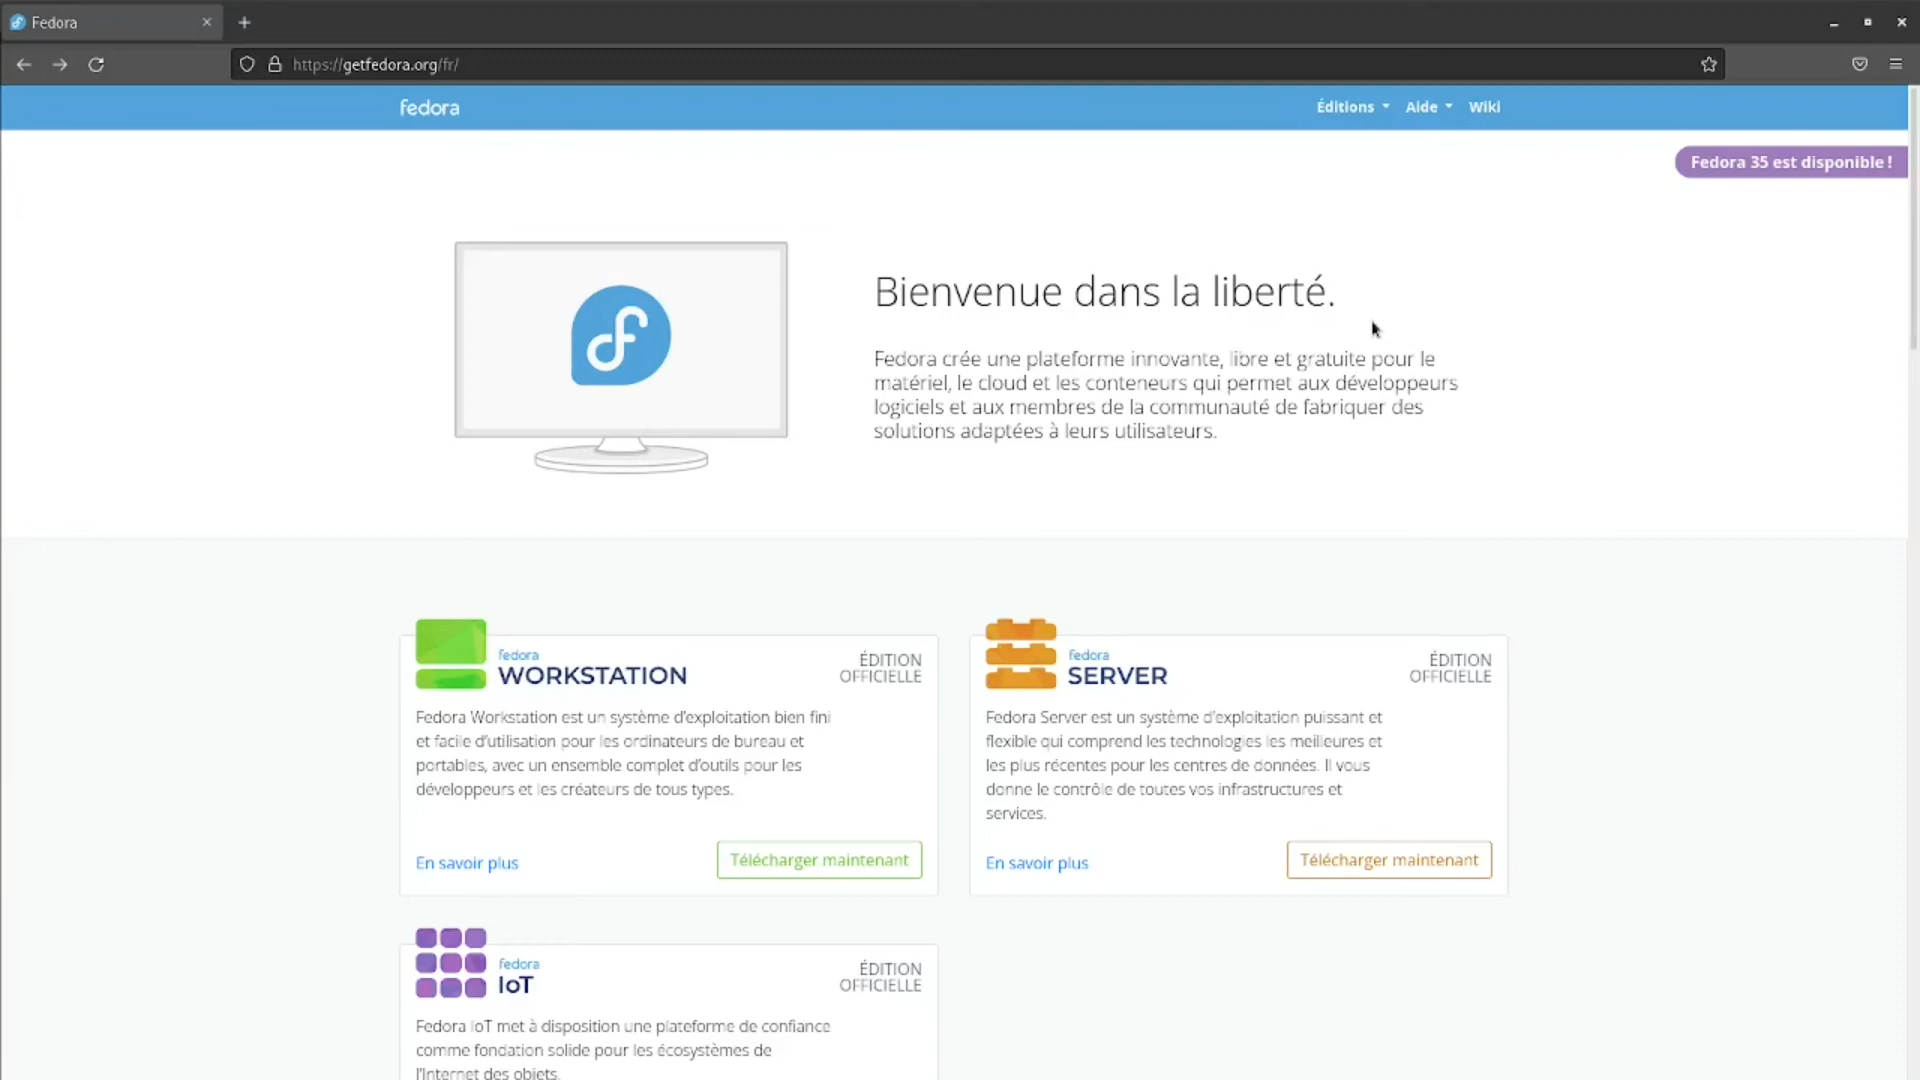 Fedora
https://getfedora.org/fr/
fedora
Éditions
Aide
Wiki
Fedora 35 est disponible !
Bienvenue dans la liberté.
Fedora crée une plateforme innovante, libre et gratuite pour le
matériel, le cloud et les conteneurs qui permet aux développeurs
logiciels et aux membres de la communauté de fabriquer des
solutions adaptées à leurs utilisateurs.
fedora
WORKSTATION
ÉDITION
OFFICIELLE
Fedora Workstation est un système d'exploitation bien fini
et facile d'utilisation pour les ordinateurs de bureau et
portables, avec un ensemble complet d'outils pour les
développeurs et les créateurs de tous types.
En savoir plus
Télécharger maintenant
fedora
SERVER
ÉDITION
OFFICIELLE
Fedora Server est un système d'exploitation puissant et
flexible qui comprend les technologies les meilleures et
les plus récentes pour les centres de données. Il vous
donne le contrôle de toutes vos infrastructures et
services.
En savoir plus
Télécharger maintenant
fedora
IoT
ÉDITION
OFFICIELLE
Fedora IoT met à disposition une plateforme de confiance
comme fondation solide pour les écosystèmes de
l'Internet des objets.